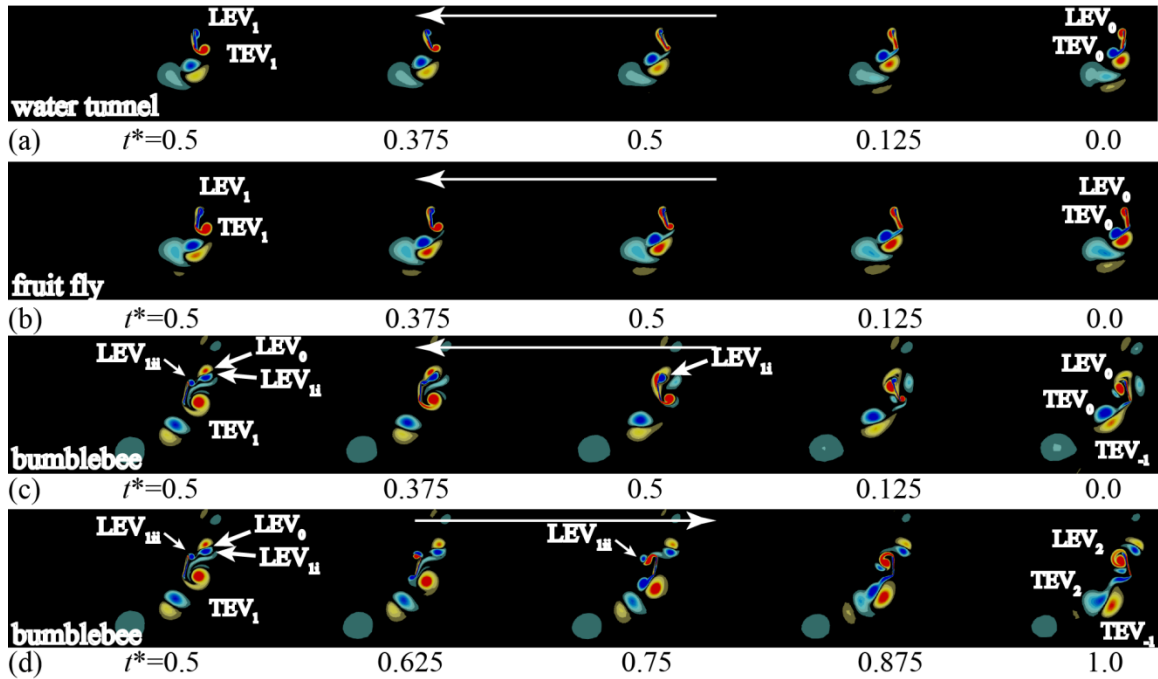 LEV₁ LEV₀
TEV₁ TEV₀
water tunnel
(a) t*=0.5 0.375 0.5 0.125 0.0
LEV₁ LEV₀
TEV₁ TEV₀
fruit fly
(b) t*=0.5 0.375 0.5 0.125 0.0
LEV₁ᵢᵢ LEV₀ LEV₁ᵢ LEV₀
LEV₁ᵢ
TEV₀
TEV₁
bumblebee TEV₋₁
(c) t*=0.5 0.375 0.5 0.125 0.0
LEV₁ᵢᵢ LEV₀ LEV₁ᵢᵢ LEV₂
LEV₁ᵢ
TEV₂
TEV₁
bumblebee TEV₋₁
(d) t*=0.5 0.625 0.75 0.875 1.0